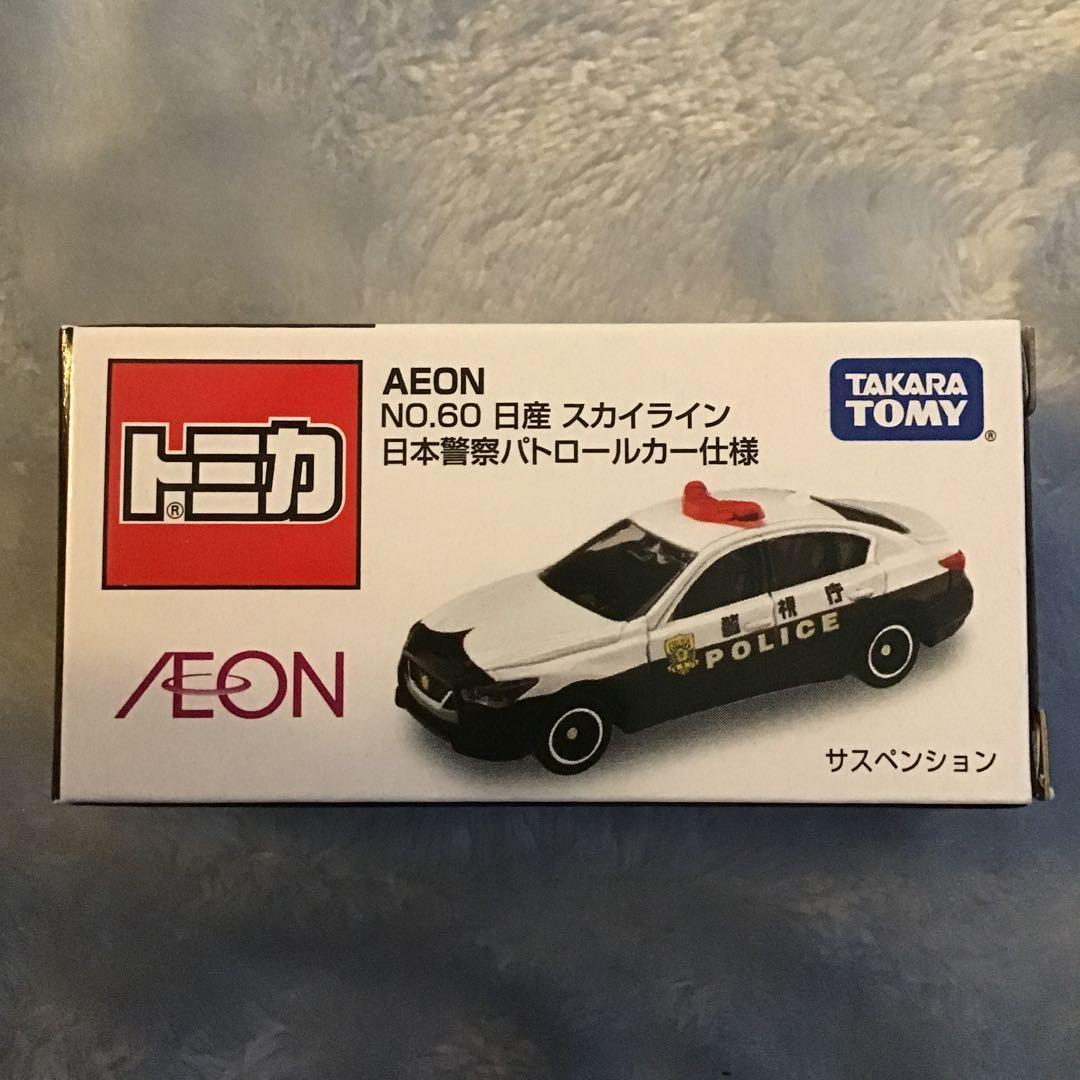 トミカ
®
AEON
NO.60 日産 スカイライン
日本警察パトロールカー仕様
TAKARA
TOMY
®
警視庁
POLICE
AEON
サスペンション